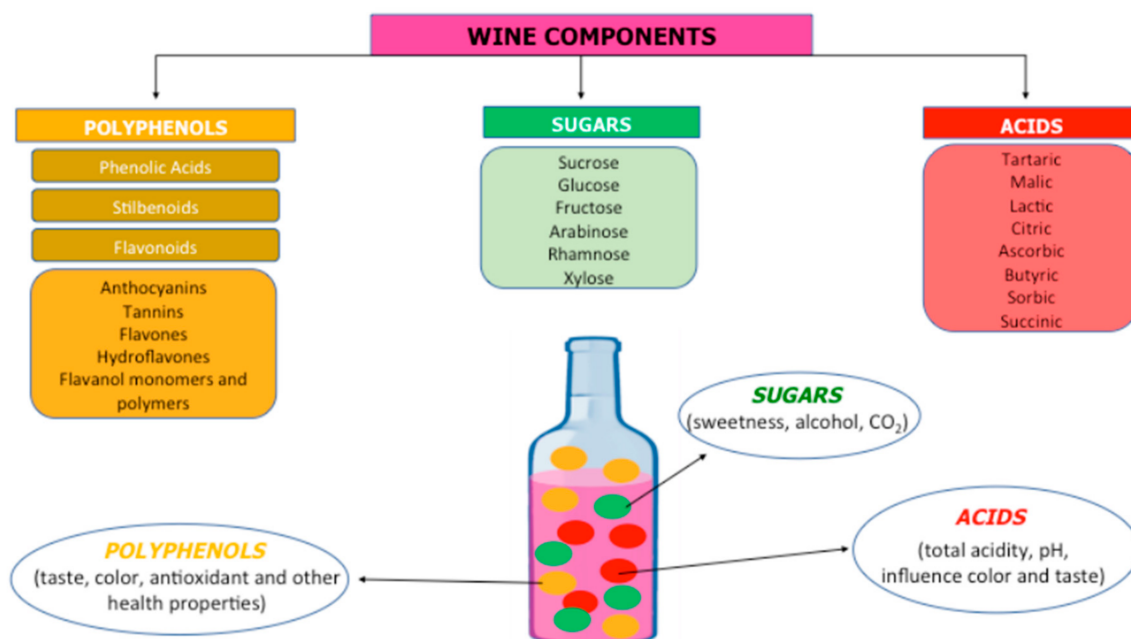 WINE COMPONENTS
POLYPHENOLS
Phenolic Acids
Stilbenoids
Flavonoids
Anthocyanins
Tannins
Flavones
Hydroflavones
Flavanol monomers and
polymers
SUGARS
Sucrose
Glucose
Fructose
Arabinose
Rhamnose
Xylose
ACIDS
Tartaric
Malic
Lactic
Citric
Ascorbic
Butyric
Sorbic
Succinic
SUGARS
(sweetness, alcohol, CO₂)
POLYPHENOLS
(taste, color, antioxidant and other
health properties)
ACIDS
(total acidity, pH,
influence color and taste)